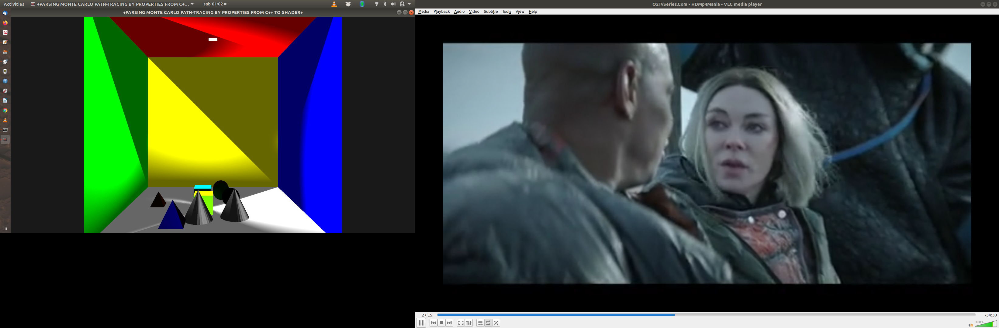 Activities
+PARSING MONTE CARLO PATH-TRACING BY PROPERTIES FROM C+...
sab 01:02
+PARSING MONTE CARLO PATH-TRACING BY PROPERTIES FROM C++ TO SHADER+
O2TvSeries.Com - HDMp4Mania - VLC media player
Media Playback Audio Video Subtitle Tools View Help
27:15
-34:30
100%